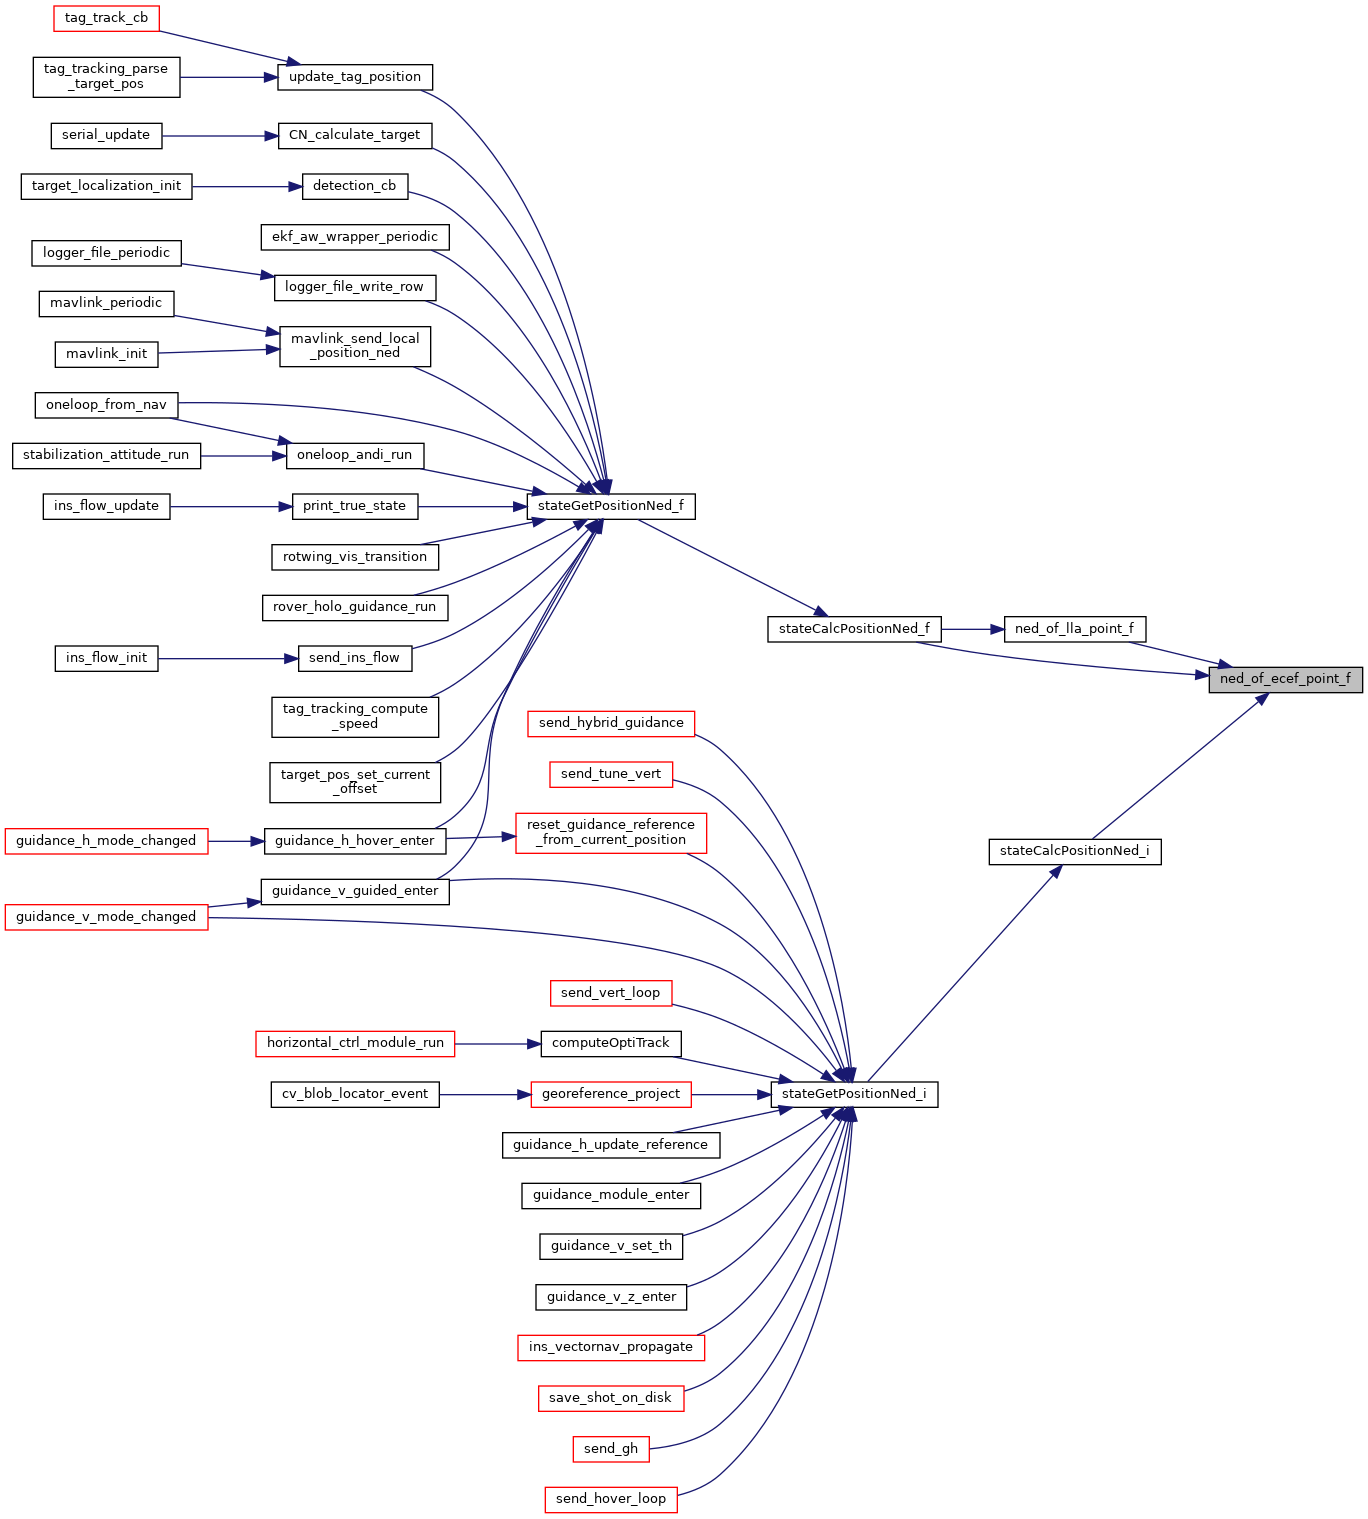 tag_track_cb
tag_tracking_parse
_target_pos
update_tag_position
serial_update
CN_calculate_target
target_localization_init
detection_cb
ekf_aw_wrapper_periodic
logger_file_periodic
logger_file_write_row
mavlink_periodic
mavlink_send_local
_position_ned
mavlink_init
oneloop_from_nav
stabilization_attitude_run
oneloop_andi_run
ins_flow_update
print_true_state
stateGetPositionNed_f
rotwing_vis_transition
rover_holo_guidance_run
stateCalcPositionNed_f
ned_of_lla_point_f
ins_flow_init
send_ins_flow
ned_of_ecef_point_f
tag_tracking_compute
_speed
send_hybrid_guidance
target_pos_set_current
_offset
send_tune_vert
reset_guidance_reference
_from_current_position
guidance_h_mode_changed
guidance_h_hover_enter
stateCalcPositionNed_i
guidance_v_guided_enter
guidance_v_mode_changed
send_vert_loop
horizontal_ctrl_module_run
computeOptiTrack
cv_blob_locator_event
georeference_project
stateGetPositionNed_i
guidance_h_update_reference
guidance_module_enter
guidance_v_set_th
guidance_v_z_enter
ins_vectornav_propagate
save_shot_on_disk
send_gh
send_hover_loop